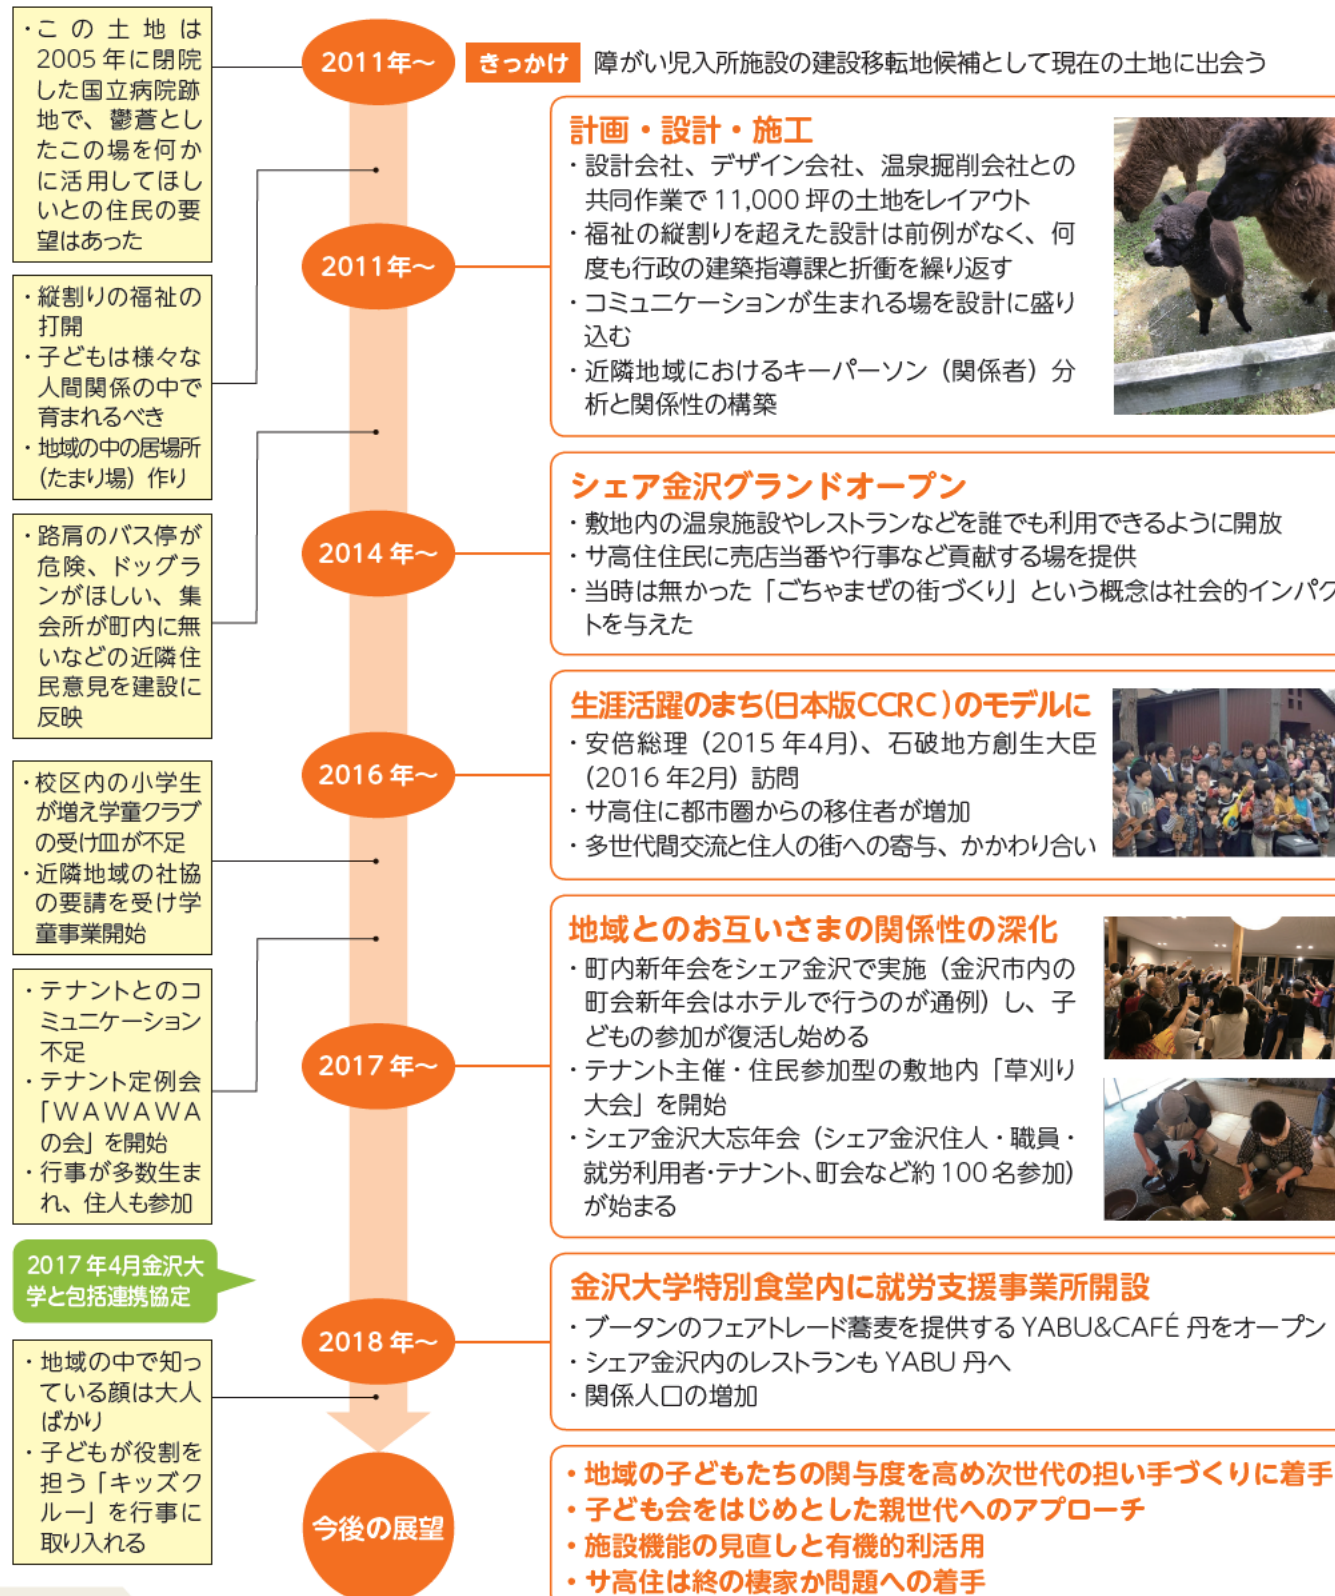 ・この土地は
2005年に閉院
した国立病院跡
地で、鬱蒼とし
たこの場を何か
に活用してほし
いとの住民の要
望はあった
2011年～
きっかけ 障がい児入所施設の建設移転地候補として現在の土地に出会う
・縦割りの福祉の
打開
・子どもは様々な
人間関係の中で
育まれるべき
・地域の中の居場所
（たまり場）作り
2011年～
計画・設計・施工
・設計会社、デザイン会社、温泉掘削会社との
共同作業で11,000坪の土地をレイアウト
・福祉の縦割りを超えた設計は前例がなく、何
度も行政の建築指導課と折衝を繰り返す
・コミュニケーションが生まれる場を設計に盛り
込む
・近隣地域におけるキーパーソン（関係者）分
析と関係性の構築
・路肩のバス停が
危険、ドッグラ
ンがほしい、集
会所が町内に無
いなどの近隣住
民意見を建設に
反映
2014年～
シェア金沢グランドオープン
・敷地内の温泉施設やレストランなどを誰でも利用できるように開放
・サ高住住民に売店当番や行事など貢献する場を提供
・当時は無かった「ごちゃまぜの街づくり」という概念は社会的インパク
トを与えた
2016年～
生涯活躍のまち(日本版CCRC)のモデルに
・安倍総理（2015年4月）、石破地方創生大臣
（2016年2月）訪問
・サ高住に都市圏からの移住者が増加
・多世代間交流と住人の街への寄与、かかわり合い
・校区内の小学生
が増え学童クラブ
の受け皿が不足
・近隣地域の社協
の要請を受け学
童事業開始
・テナントとのコ
ミュニケーション
不足
・テナント定例会
「WAWAWA
の会」を開始
・行事が多数生ま
れ、住人も参加
2017年～
地域とのお互いさまの関係性の深化
・町内新年会をシェア金沢で実施（金沢市内の
町会新年会はホテルで行うのが通例）し、子
どもの参加が復活し始める
・テナント主催・住民参加型の敷地内「草刈り
大会」を開始
・シェア金沢大忘年会（シェア金沢住人・職員・
就労利用者・テナント、町会など約100名参加）
が始まる
2017年4月金沢大
学と包括連携協定
2018年～
金沢大学特別食堂内に就労支援事業所開設
・ブータンのフェアトレード蕎麦を提供するYABU&CAFÉ 丹をオープン
・シェア金沢内のレストランもYABU 丹へ
・関係人口の増加
・地域の中で知っ
ている顔は大人
ばかり
・子どもが役割を
担う「キッズク
ルー」を行事に
取り入れる
今後の展望
・地域の子どもたちの関与度を高め次世代の担い手づくりに着手
・子ども会をはじめとした親世代へのアプローチ
・施設機能の見直しと有機的利活用
・サ高住は終の棲家か問題への着手